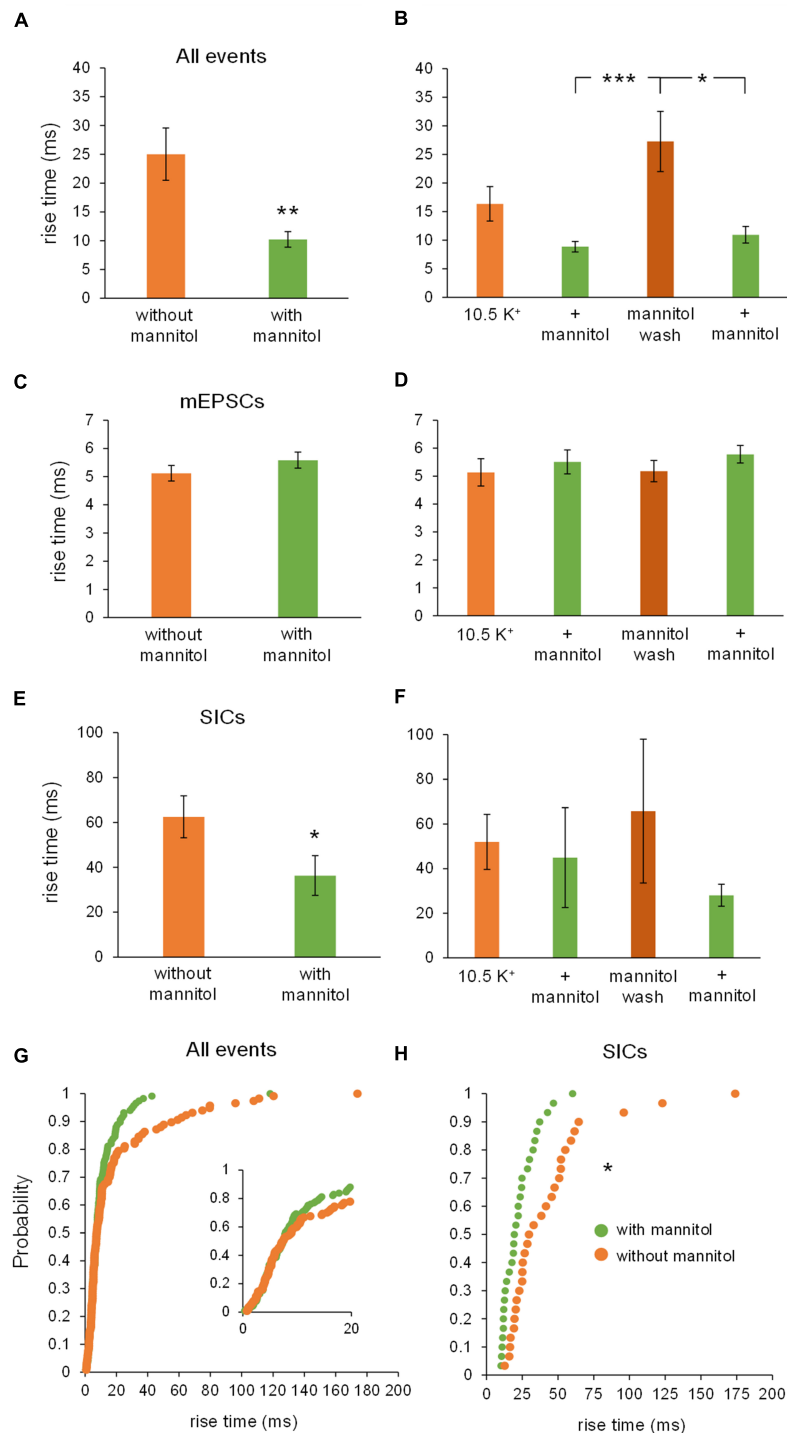 A
All events
40
35
30
25
20
15
10
5
0
rise time (ms)
**
without mannitol
with mannitol
B
40
35
30
25
20
15
10
5
0
***
*
10.5 K⁺
+ mannitol
mannitol wash
+ mannitol
C
mEPSCs
7
6
5
4
3
2
1
0
rise time (ms)
without mannitol
with mannitol
D
7
6
5
4
3
2
1
0
10.5 K⁺
+ mannitol
mannitol wash
+ mannitol
E
SICs
100
80
60
40
20
0
rise time (ms)
*
without mannitol
with mannitol
F
100
80
60
40
20
0
10.5 K⁺
+ mannitol
mannitol wash
+ mannitol
G
All events
1
0.9
0.8
0.7
0.6
0.5
0.4
0.3
0.2
0.1
0
Probability
1
0.8
0.6
0.4
0.2
0
0 20
0 20 40 60 80 100 120 140 160 180 200
rise time (ms)
H
SICs
1
0.9
0.8
0.7
0.6
0.5
0.4
0.3
0.2
0.1
0
*
with mannitol
without mannitol
0 25 50 75 100 125 150 175 200
rise time (ms)